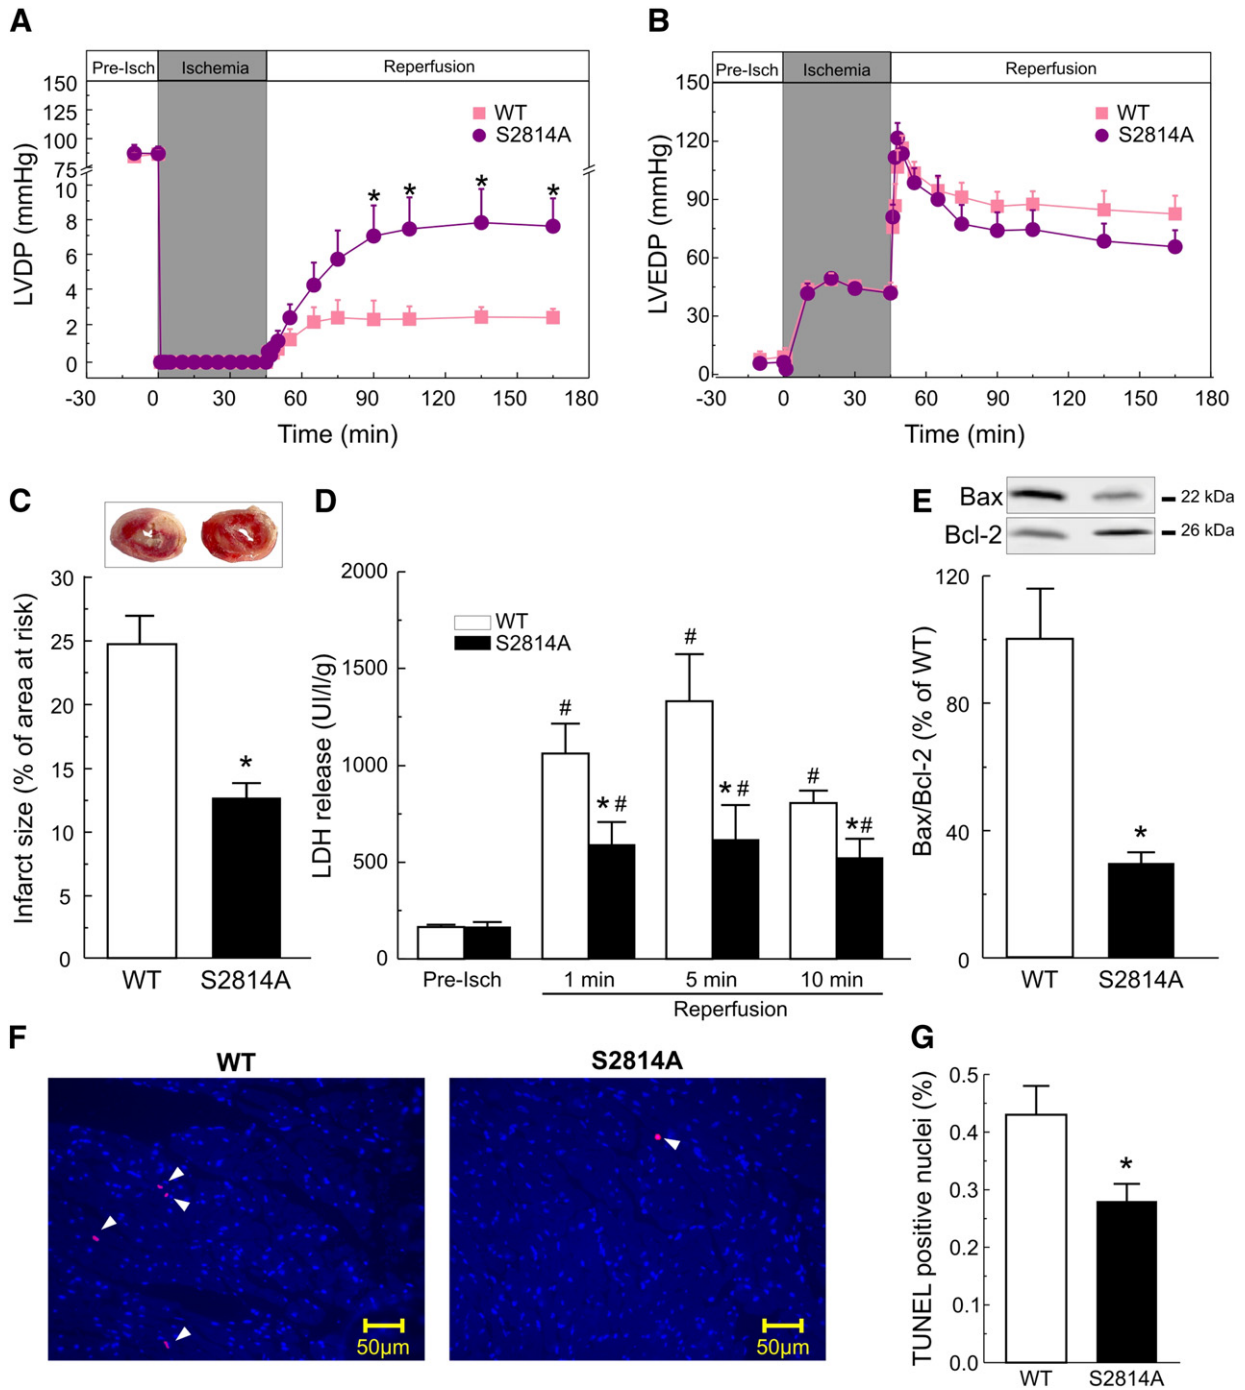 A
Pre-Isch Ischemia Reperfusion
WT
S2814A
LVDP (mmHg)
150
125
100
75
10
8
6
4
2
0
* * * *
-30 0 30 60 90 120 150 180
Time (min)
B
Pre-Isch Ischemia Reperfusion
WT
S2814A
LVEDP (mmHg)
150
120
90
60
30
0
-30 0 30 60 90 120 150 180
Time (min)
C
Infarct size (% of area at risk)
30
25
20
15
10
5
0
*
WT S2814A
D
LDH release (UI/l/g)
2000
1500
1000
500
0
WT
S2814A
# *# # *# # *#
Pre-Isch 1 min 5 min 10 min
Reperfusion
E
Bax 22 kDa
Bcl-2 26 kDa
Bax/Bcl-2 (% of WT)
120
80
40
0
*
WT S2814A
F
WT S2814A
50µm 50µm
G
TUNEL positive nuclei (%)
0.5
0.4
0.3
0.2
0.1
0.0
*
WT S2814A